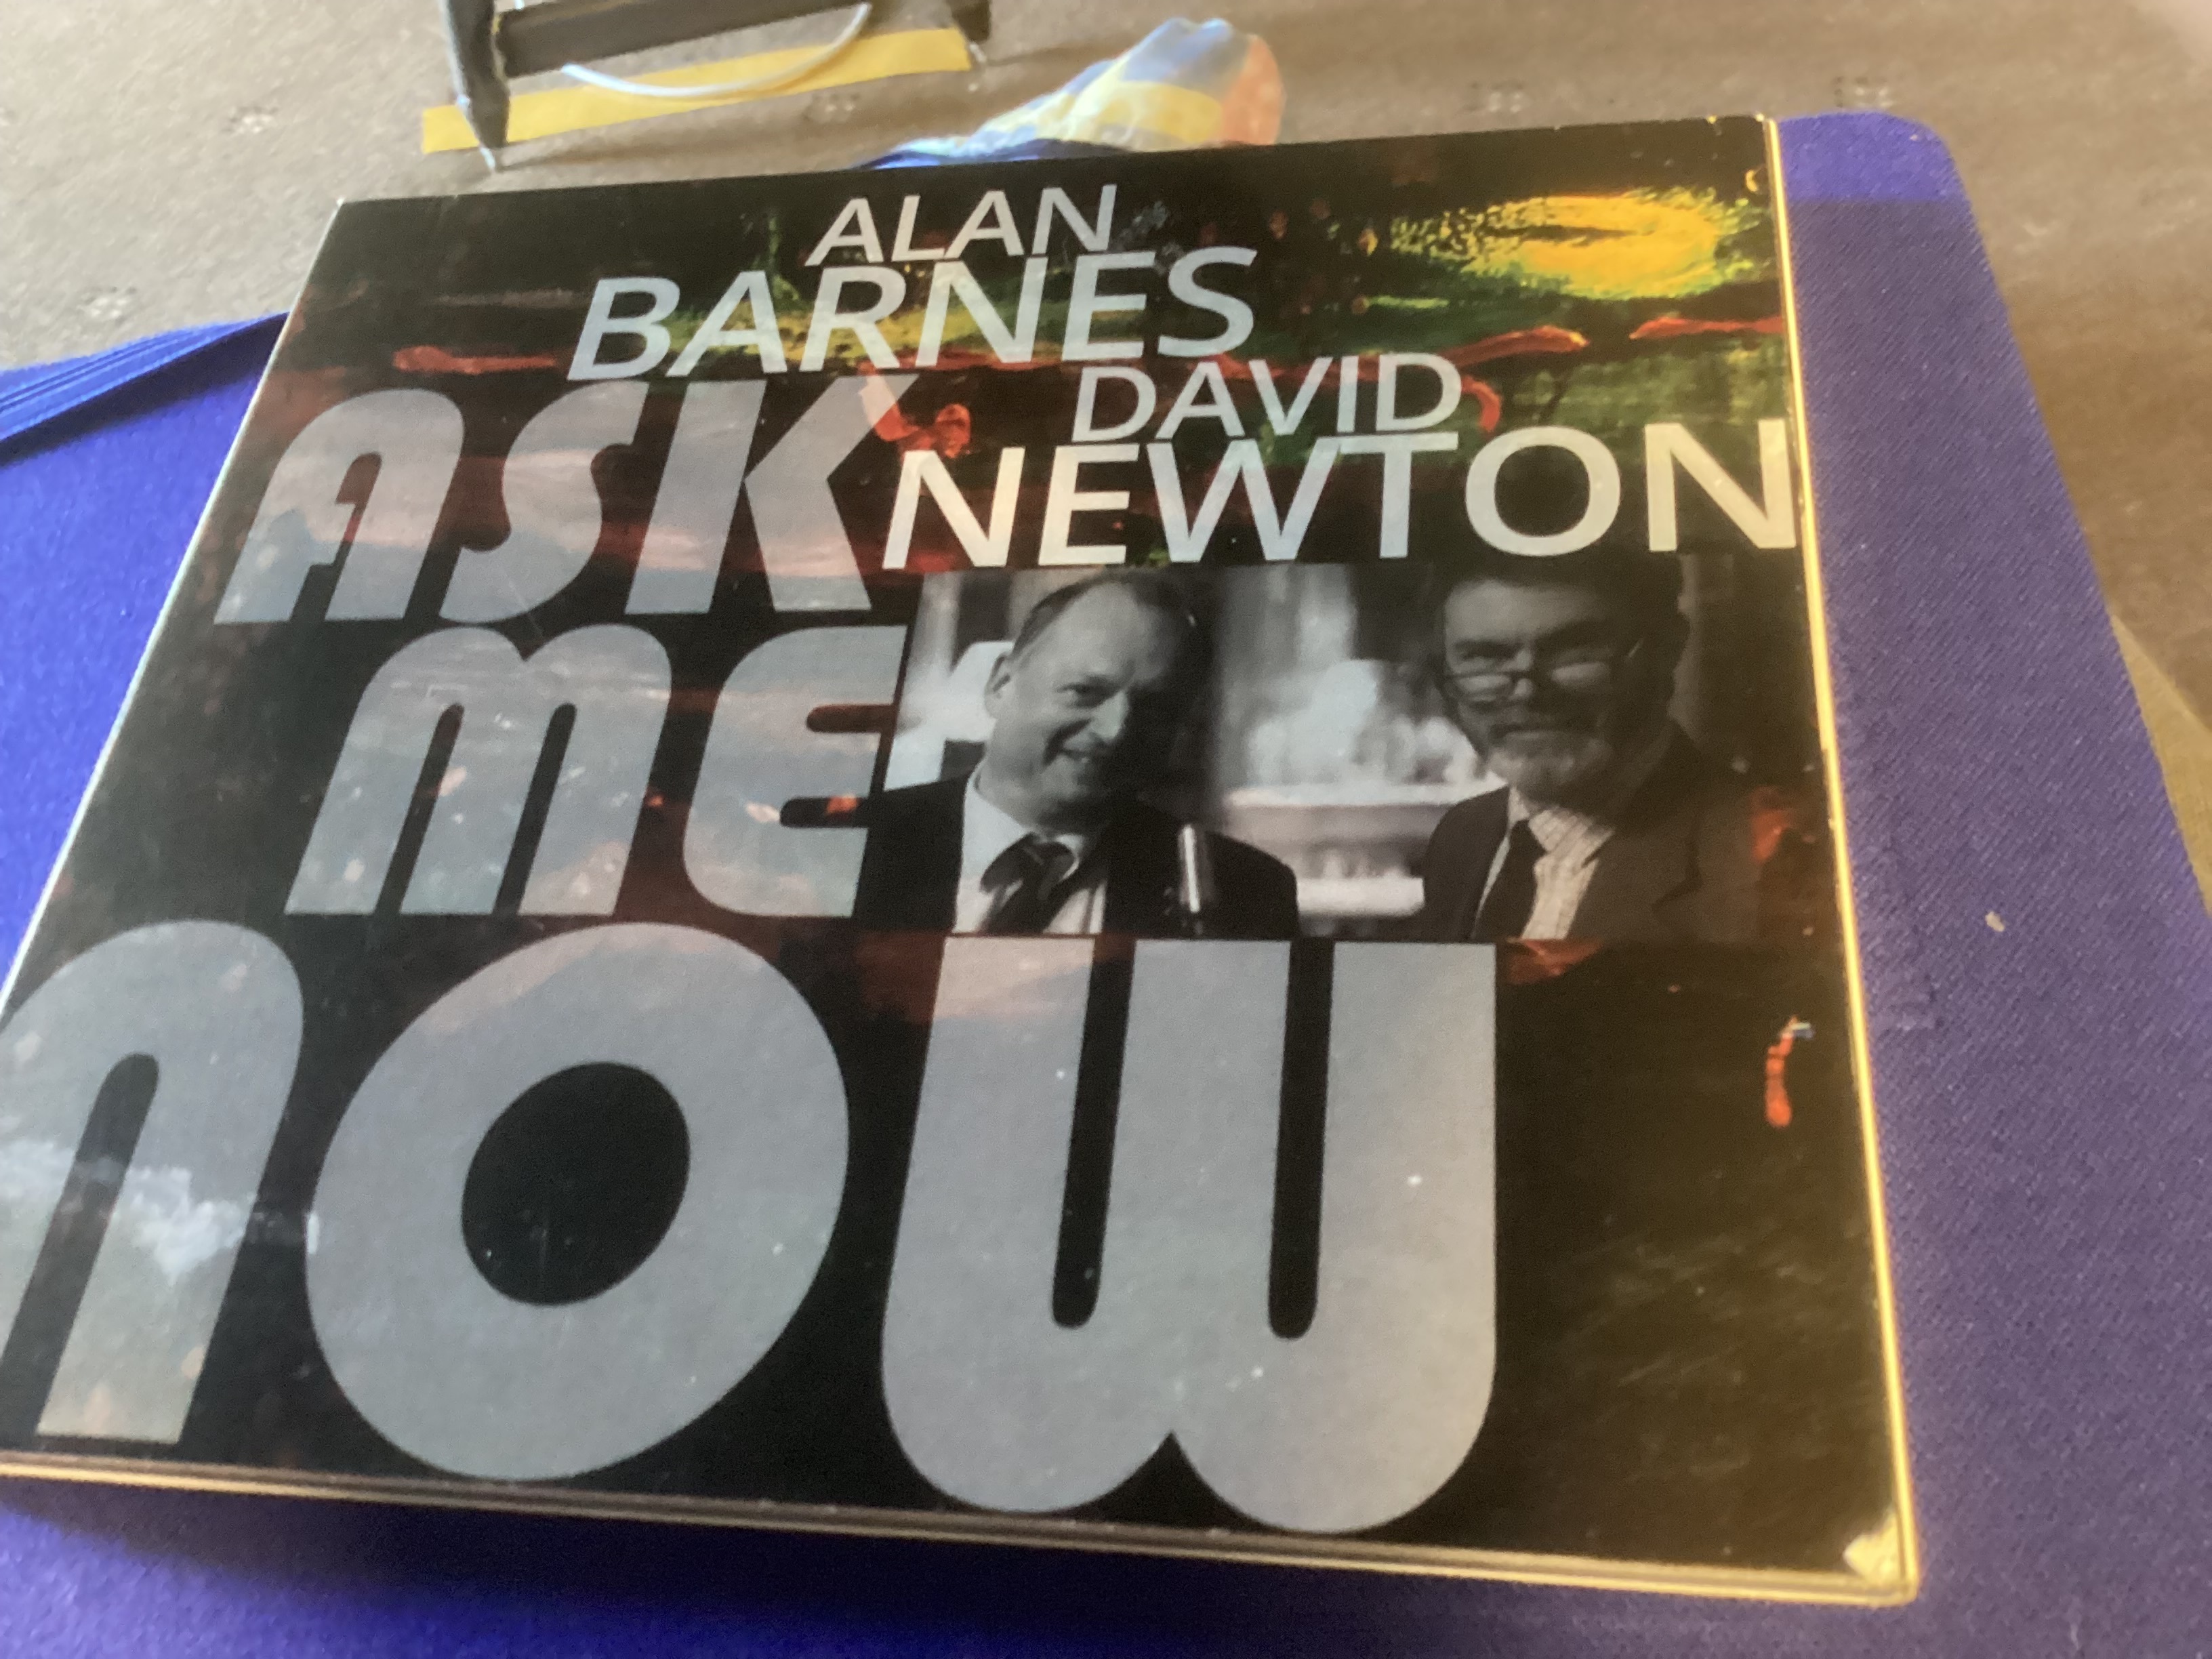 ALAN
BARNES
DAVID
NEWTON
ASK
ME
NOW